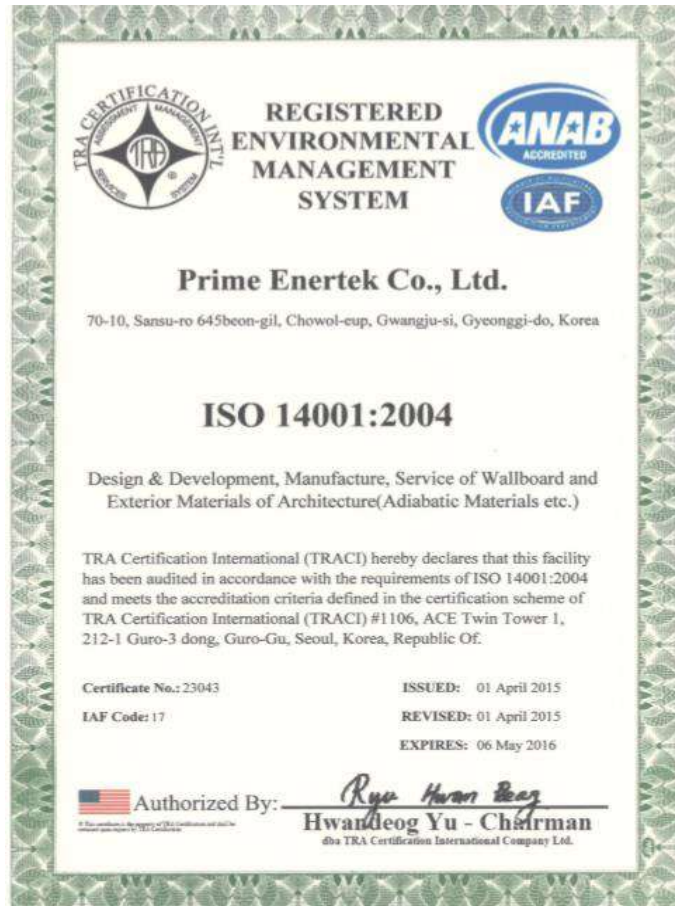 TRA CERTIFICATION INT'L
ASSESSMENT MANAGEMENT
TRA
®
SERVICES SYSTEM
REGISTERED
ENVIRONMENTAL
MANAGEMENT
SYSTEM
ANAB
ACCREDITED
IAF
Prime Enertek Co., Ltd.
70-10, Sansu-ro 645beon-gil, Chowol-eup, Gwangju-si, Gyeonggi-do, Korea
ISO 14001:2004
Design & Development, Manufacture, Service of Wallboard and
Exterior Materials of Architecture(Adiabatic Materials etc.)
TRA Certification International (TRACI) hereby declares that this facility
has been audited in accordance with the requirements of ISO 14001:2004
and meets the accreditation criteria defined in the certification scheme of
TRA Certification International (TRACI) #1106, ACE Twin Tower 1,
212-1 Guro-3 dong, Guro-Gu, Seoul, Korea, Republic Of.
Certificate No.: 23043
ISSUED: 01 April 2015
IAF Code: 17
REVISED: 01 April 2015
EXPIRES: 06 May 2016
Authorized By:
Ryu Hwan
Hwandeog Yu - Chairman
dba TRA Certification International Company Ltd.